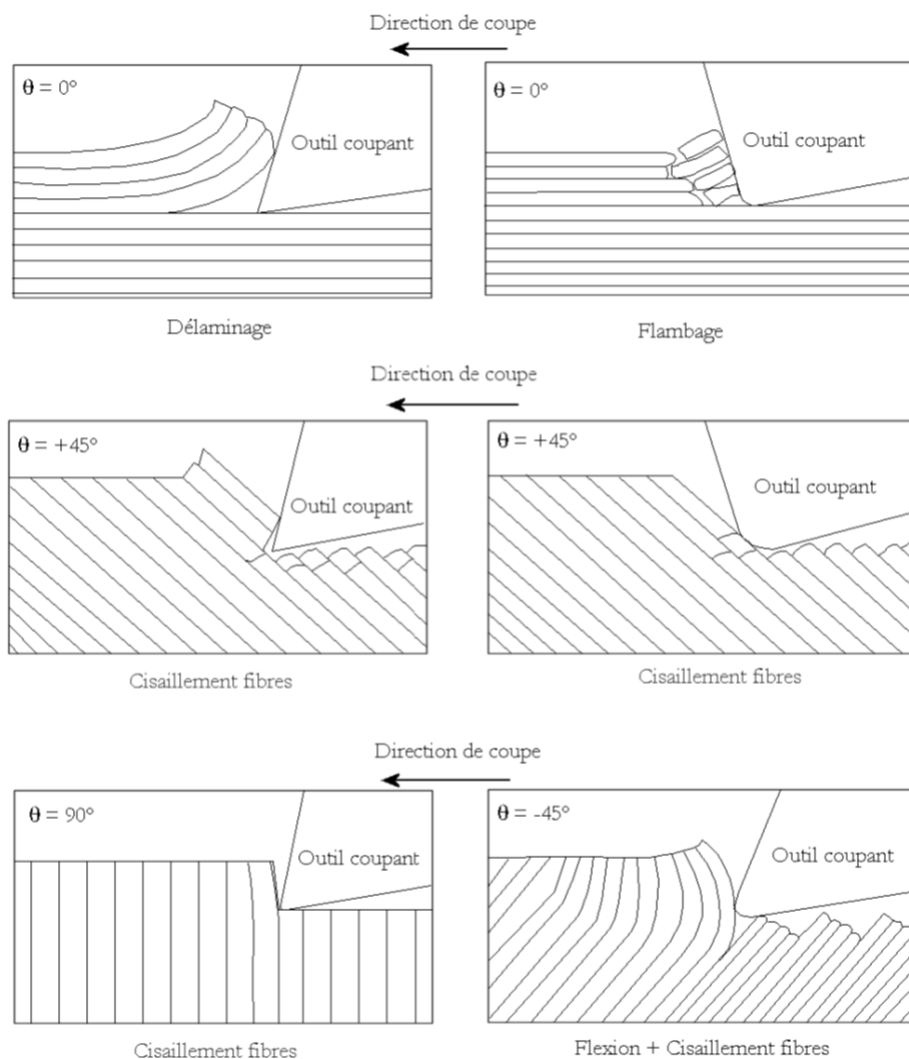 Direction de coupe
θ = 0°
Outil coupant
Délaminage
θ = 0°
Outil coupant
Flambage
Direction de coupe
θ = +45°
Outil coupant
Cisaillement fibres
θ = +45°
Outil coupant
Cisaillement fibres
Direction de coupe
θ = 90°
Outil coupant
Cisaillement fibres
θ = -45°
Outil coupant
Flexion + Cisaillement fibres